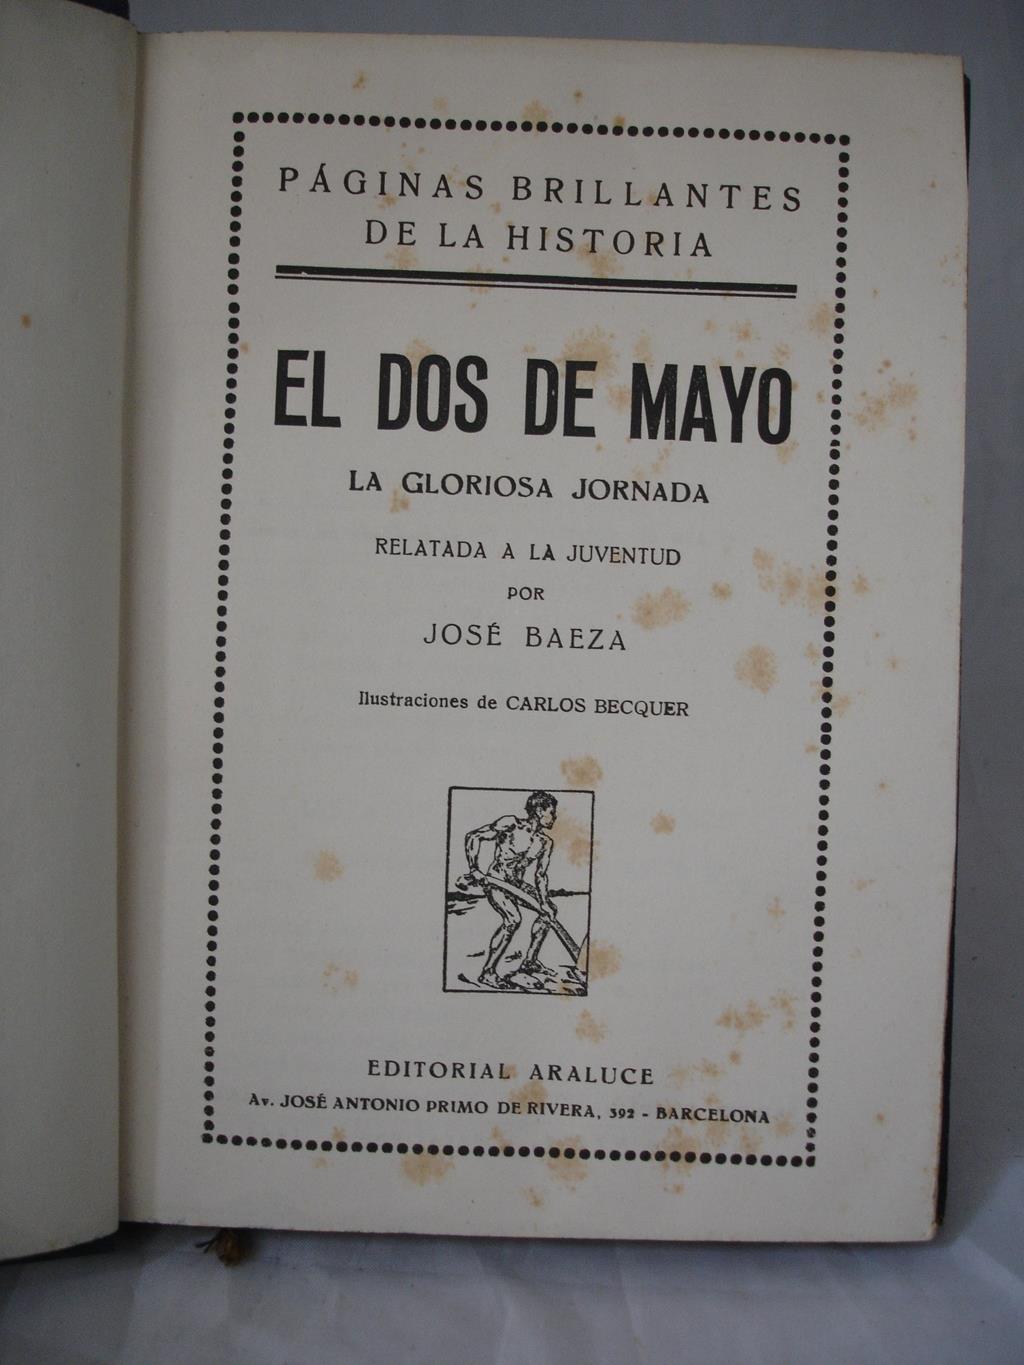 PÁGINAS BRILLANTES
DE LA HISTORIA
EL DOS DE MAYO
LA GLORIOSA JORNADA
RELATADA A LA JUVENTUD
POR
JOSÉ BAEZA
Ilustraciones de CARLOS BECQUER
EDITORIAL ARALUCE
Av. JOSÉ ANTONIO PRIMO DE RIVERA, 392 - BARCELONA